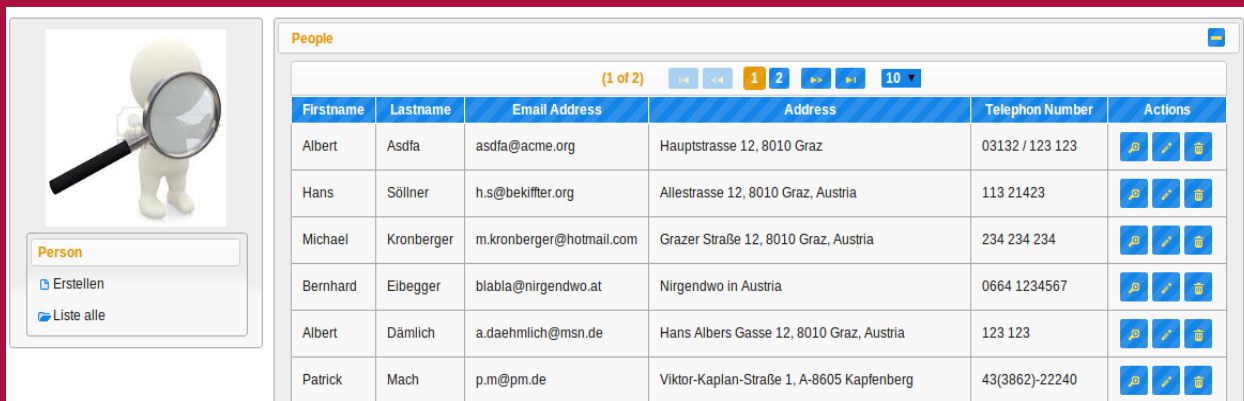 Person
Erstellen
Liste alle
People
(1 of 2) 1 2 10
Firstname Lastname Email Address Address Telephon Number Actions
Albert Asdfa asdfa@acme.org Hauptstrasse 12, 8010 Graz 03132 / 123 123
Hans Söllner h.s@bekiffter.org Allestrasse 12, 8010 Graz, Austria 113 21423
Michael Kronberger m.kronberger@hotmail.com Grazer Straße 12, 8010 Graz, Austria 234 234 234
Bernhard Eibegger blabla@nirgendwo.at Nirgendwo in Austria 0664 1234567
Albert Dämlich a.daehmlich@msn.de Hans Albers Gasse 12, 8010 Graz, Austria 123 123
Patrick Mach p.m@pm.de Viktor-Kaplan-Straße 1, A-8605 Kapfenberg 43(3862)-22240